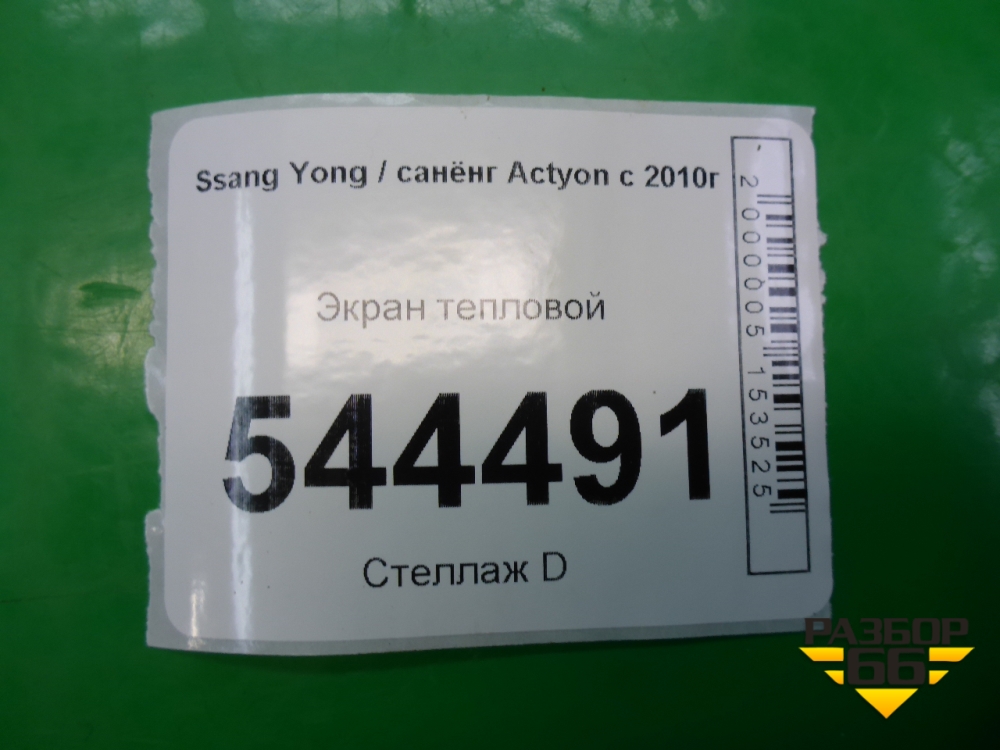 Ssang Yong / санёнг Actyon с 2010г
Экран тепловой
544491
Стеллаж D
2000005153525
РАЗБОР
66